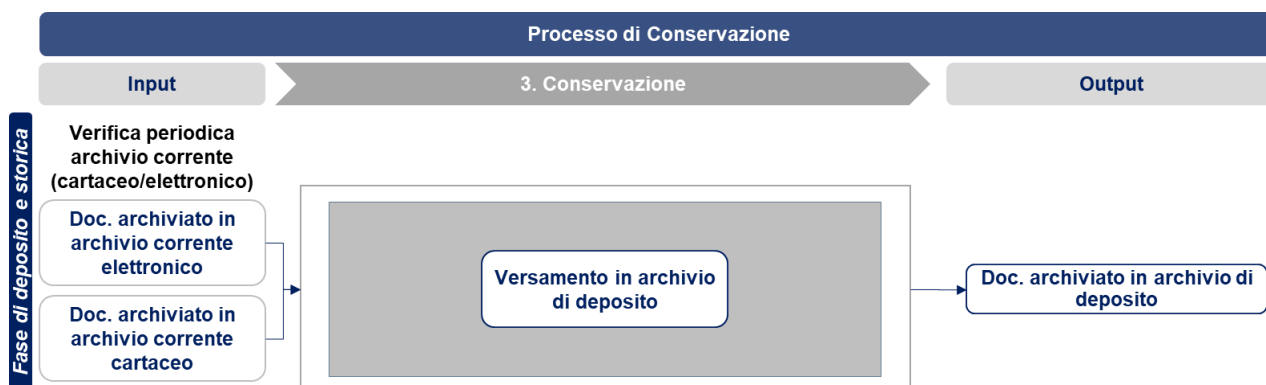 Processo di Conservazione
Input
3. Conservazione
Output
Fase di deposito e storica
Verifica periodica
archivio corrente
(cartaceo/elettronico)
Doc. archiviato in
archivio corrente
elettronico
Doc. archiviato in
archivio corrente
cartaceo
Versamento in archivio
di deposito
Doc. archiviato in archivio di
deposito